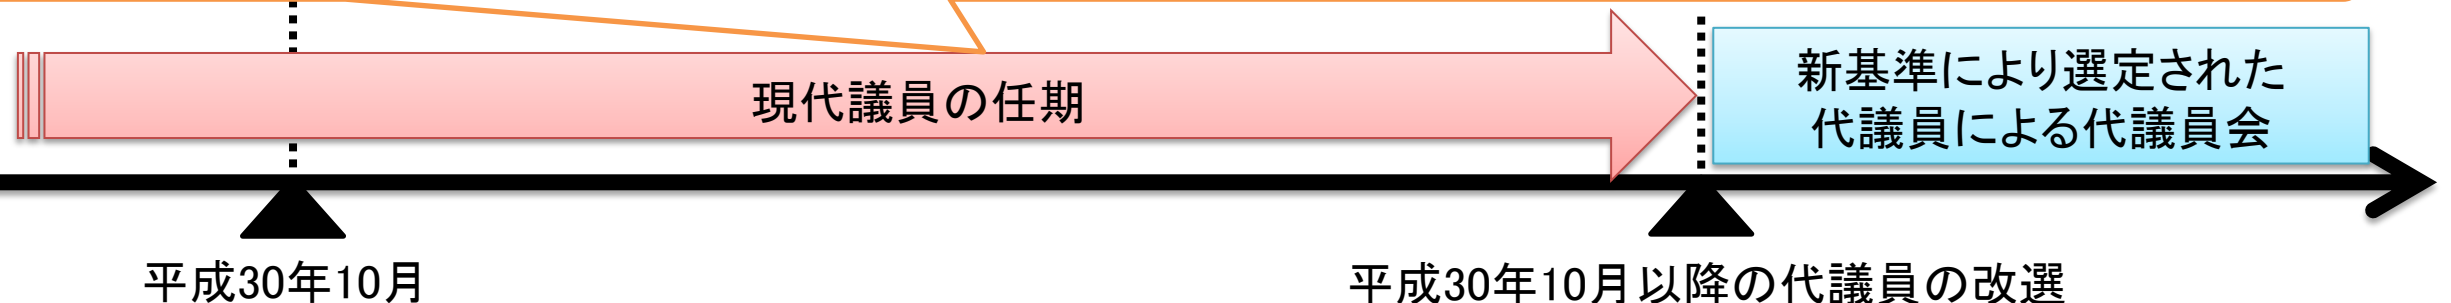 現代議員の任期
新基準により選定された
代議員による代議員会
平成30年10月
平成30年10月以降の代議員の改選